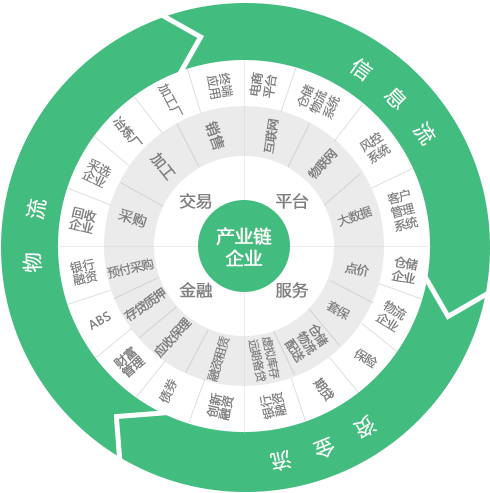 信息流
资金流
物流
终端
应用
电商
平台
仓储
物流
系统
风控
系统
客户
管理
系统
仓储
企业
物流
企业
保险
期货
银行
融资
创新
融资
债券
财富
管理
ABS
银行
融资
回收
企业
采选
企业
冶炼厂
加工厂
销售
互联网
物联网
大数据
点价
套保
仓储
物流
配送
虚拟库存
远期备货
融资租赁
应收保理
存货质押
预付采购
采购
加工
交易
平台
金融
服务
产业链
企业